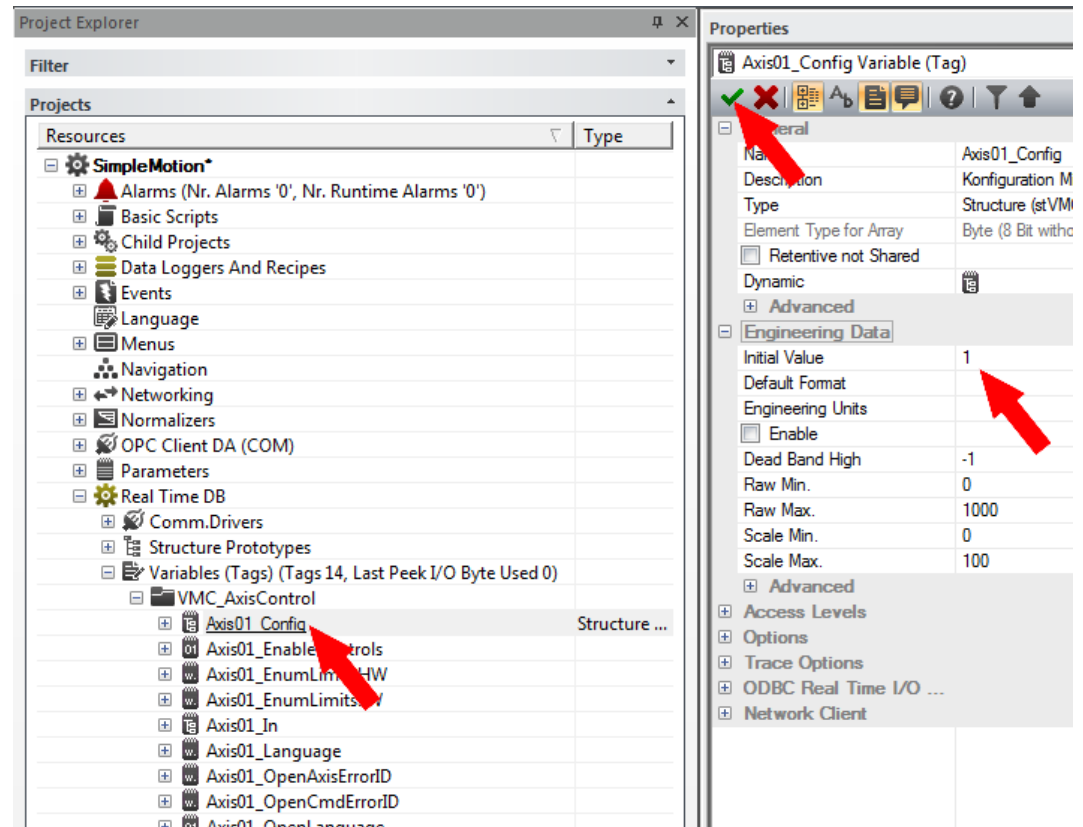 Project Explorer
Filter
Projects
Resources Type
SimpleMotion*
Alarms (Nr. Alarms '0', Nr. Runtime Alarms '0')
Basic Scripts
Child Projects
Data Loggers And Recipes
Events
Language
Menus
Navigation
Networking
Normalizers
OPC Client DA (COM)
Parameters
Real Time DB
Comm.Drivers
Structure Prototypes
Variables (Tags) (Tags 14, Last Peek I/O Byte Used 0)
VMC_AxisControl
Axis01_Config Structure ...
Axis01_In
Axis01_Language
Axis01_OpenAxisErrorID
Axis01_OpenCmdErrorID
Axis01_OpenLanguage
Properties
Axis01_Config Variable (Tag)
Axis01_Config
Konfiguration M
Type Structure (stVMC
Element Type for Array Byte (8 Bit witho
Retentive not Shared
Dynamic
Advanced
Engineering Data
Initial Value 1
Default Format
Engineering Units
Enable
Dead Band High -1
Raw Min. 0
Raw Max. 1000
Scale Min. 0
Scale Max. 100
Advanced
Access Levels
Options
Trace Options
ODBC Real Time I/O ...
Network Client